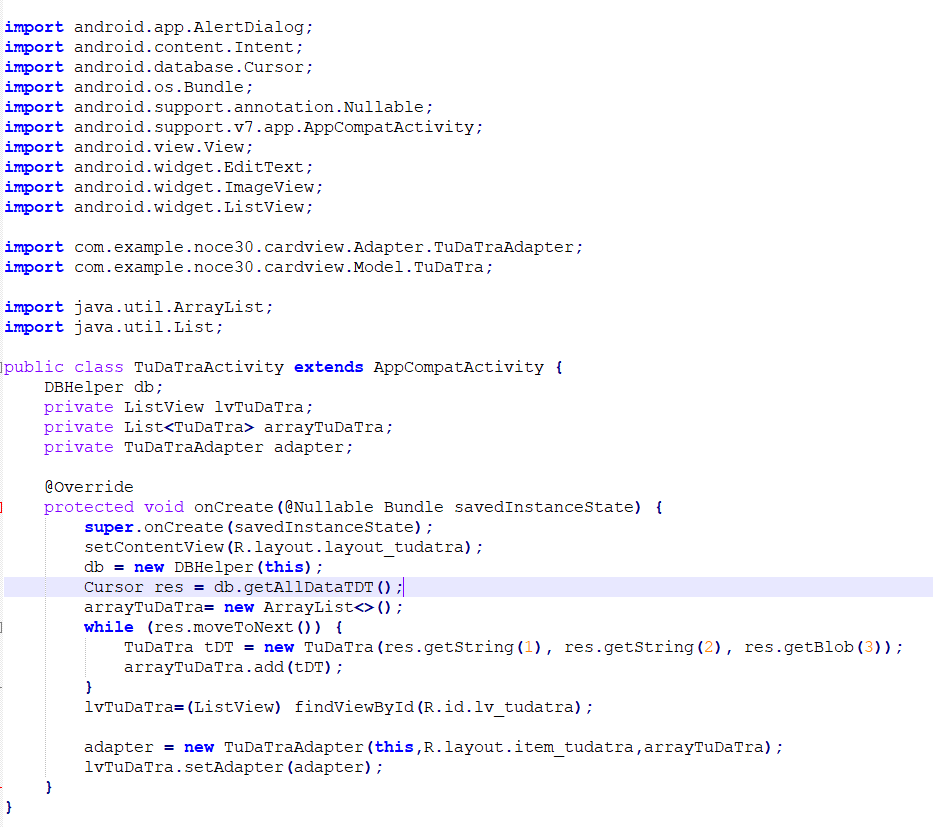 import android.app.AlertDialog;
import android.content.Intent;
import android.database.Cursor;
import android.os.Bundle;
import android.support.annotation.Nullable;
import android.support.v7.app.AppCompatActivity;
import android.view.View;
import android.widget.EditText;
import android.widget.ImageView;
import android.widget.ListView;

import com.example.noce30.cardview.Adapter.TuDaTraAdapter;
import com.example.noce30.cardview.Model.TuDaTra;

import java.util.ArrayList;
import java.util.List;

public class TuDaTraActivity extends AppCompatActivity {
    DBHelper db;
    private ListView lvTuDaTra;
    private List<TuDaTra> arrayTuDaTra;
    private TuDaTraAdapter adapter;

    @Override
    protected void onCreate(@Nullable Bundle savedInstanceState) {
        super.onCreate(savedInstanceState);
        setContentView(R.layout.layout_tudatra);
        db = new DBHelper(this);
        Cursor res = db.getAllDataTDT();
        arrayTuDaTra= new ArrayList<>();
        while (res.moveToNext()) {
            TuDaTra tDT = new TuDaTra(res.getString(1), res.getString(2), res.getBlob(3));
            arrayTuDaTra.add(tDT);
        }
        lvTuDaTra=(ListView) findViewById(R.id.lv_tudatra);

        adapter = new TuDaTraAdapter(this,R.layout.item_tudatra,arrayTuDaTra);
        lvTuDaTra.setAdapter(adapter);
    }
}